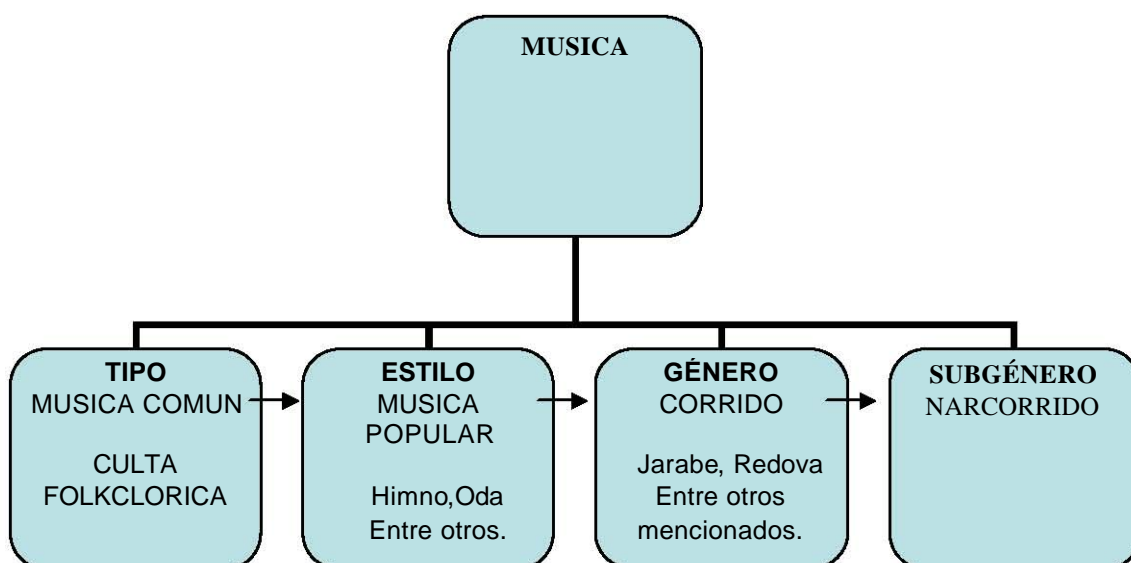 MUSICA
TIPO
MUSICA COMUN
CULTA
FOLKCLORICA
ESTILO
MUSICA
POPULAR
Himno,Oda
Entre otros.
GÉNERO
CORRIDO
Jarabe, Redova
Entre otros
mencionados.
SUBGÉNERO
NARCORRIDO